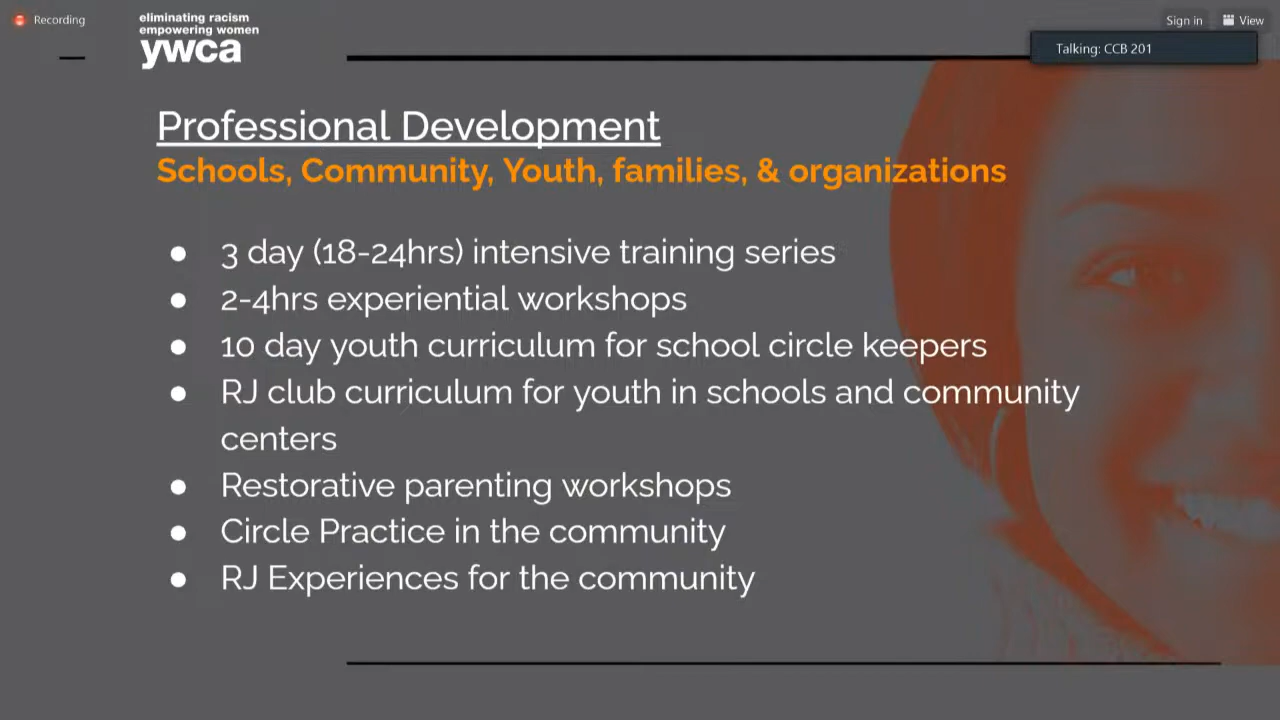 Recording
eliminating racism
empowering women
ywca
Sign in
View
Talking: CCB 201
Professional Development
Schools, Community, Youth, families, & organizations
● 3 day (18-24hrs) intensive training series
● 2-4hrs experiential workshops
● 10 day youth curriculum for school circle keepers
● RJ club curriculum for youth in schools and community
centers
● Restorative parenting workshops
● Circle Practice in the community
● RJ Experiences for the community